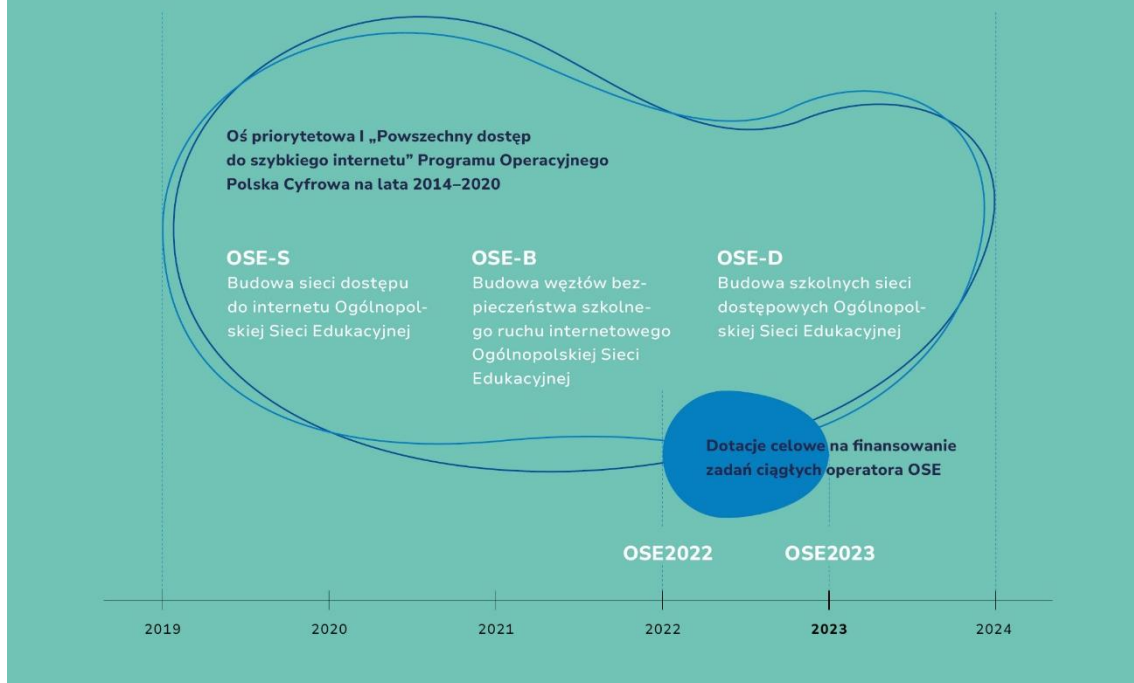 Oś priorytetowa I „Powszechny dostęp
do szybkiego internetu” Programu Operacyjnego
Polska Cyfrowa na lata 2014–2020
OSE-S
Budowa sieci dostępu
do internetu Ogólnopol-
skiej Sieci Edukacyjnej
OSE-B
Budowa węzłów bez-
pieczeństwa szkolne-
go ruchu internetowego
Ogólnopolskiej Sieci
Edukacyjnej
OSE-D
Budowa szkolnych sieci
dostępowych Ogólnopol-
skiej Sieci Edukacyjnej
Dotacje celowe na finansowanie
zadań ciągłych operatora OSE
OSE2022
OSE2023
2019
2020
2021
2022
2023
2024